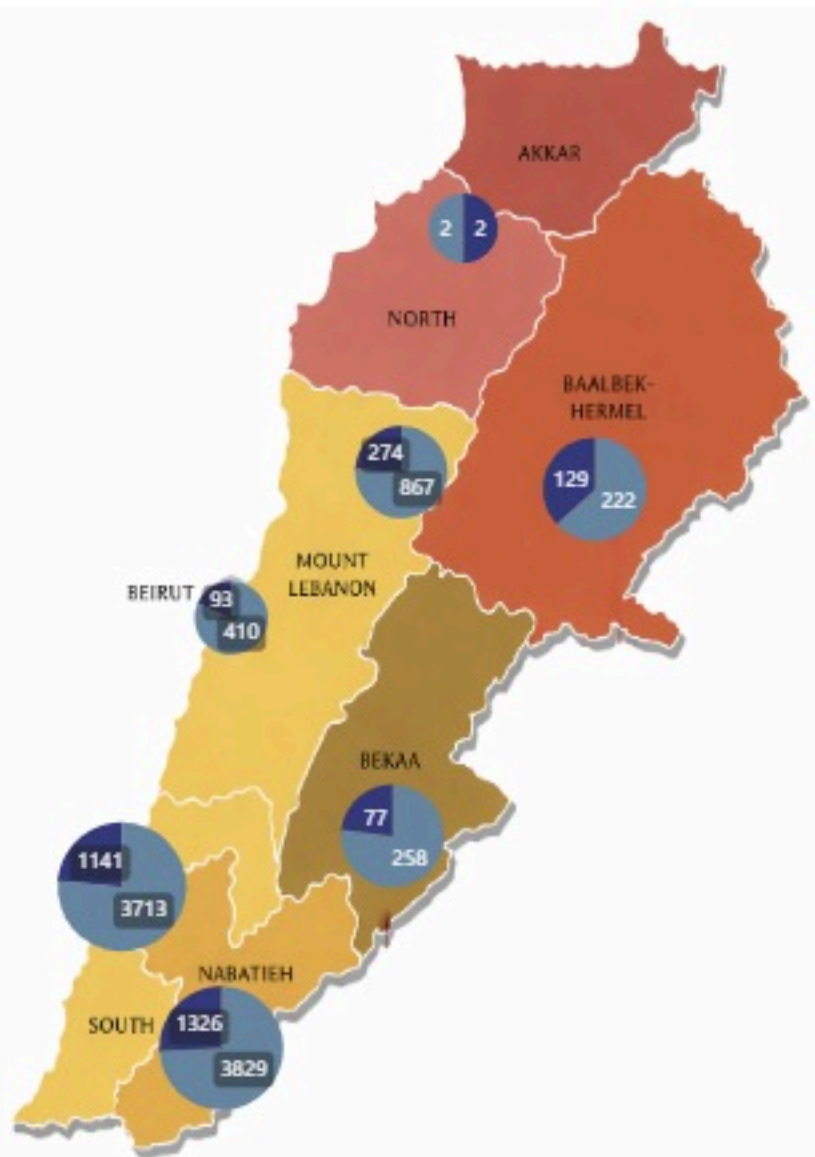 AKKAR
2 2
NORTH
BAALBEK-
HERMEL
274
867
129
222
MOUNT
LEBANON
BEIRUT
93
410
BEKAA
77
258
1141
3713
NABATIEH
SOUTH
1326
3829